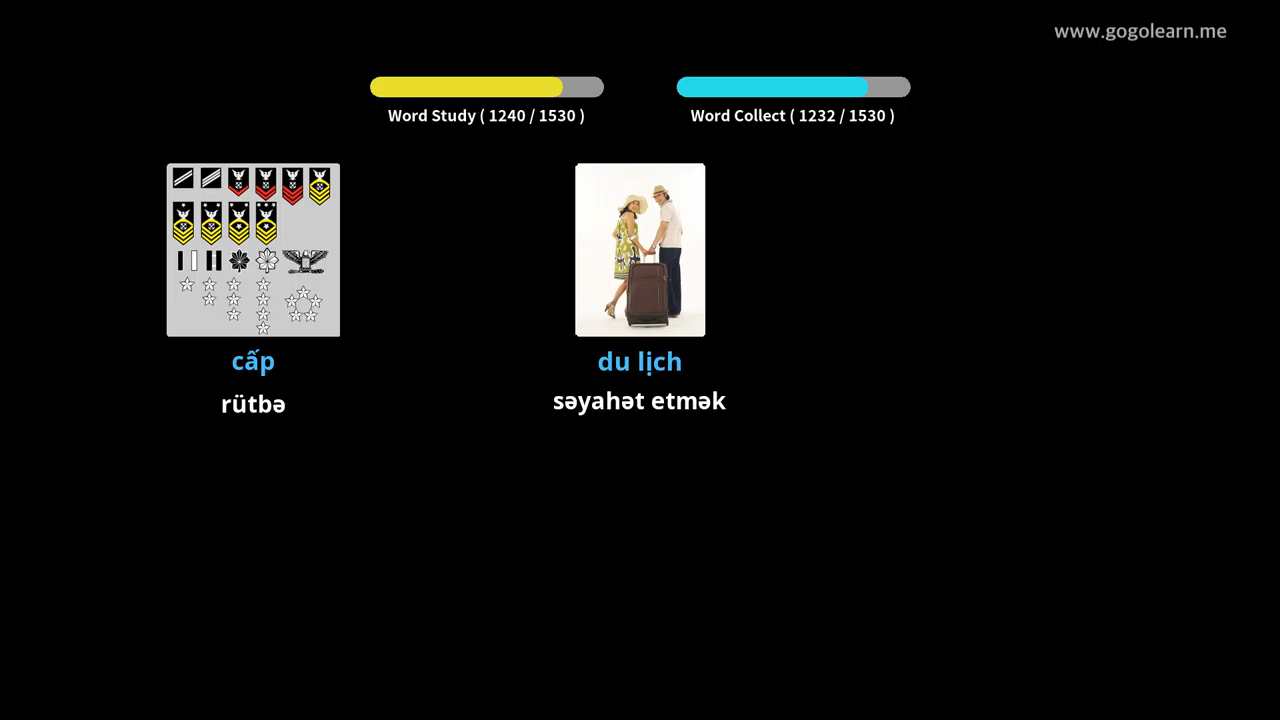 www.gogolearn.me
Word Study ( 1240 / 1530 )
Word Collect ( 1232 / 1530 )
cấp
rütbə
du lịch
səyahət etmək